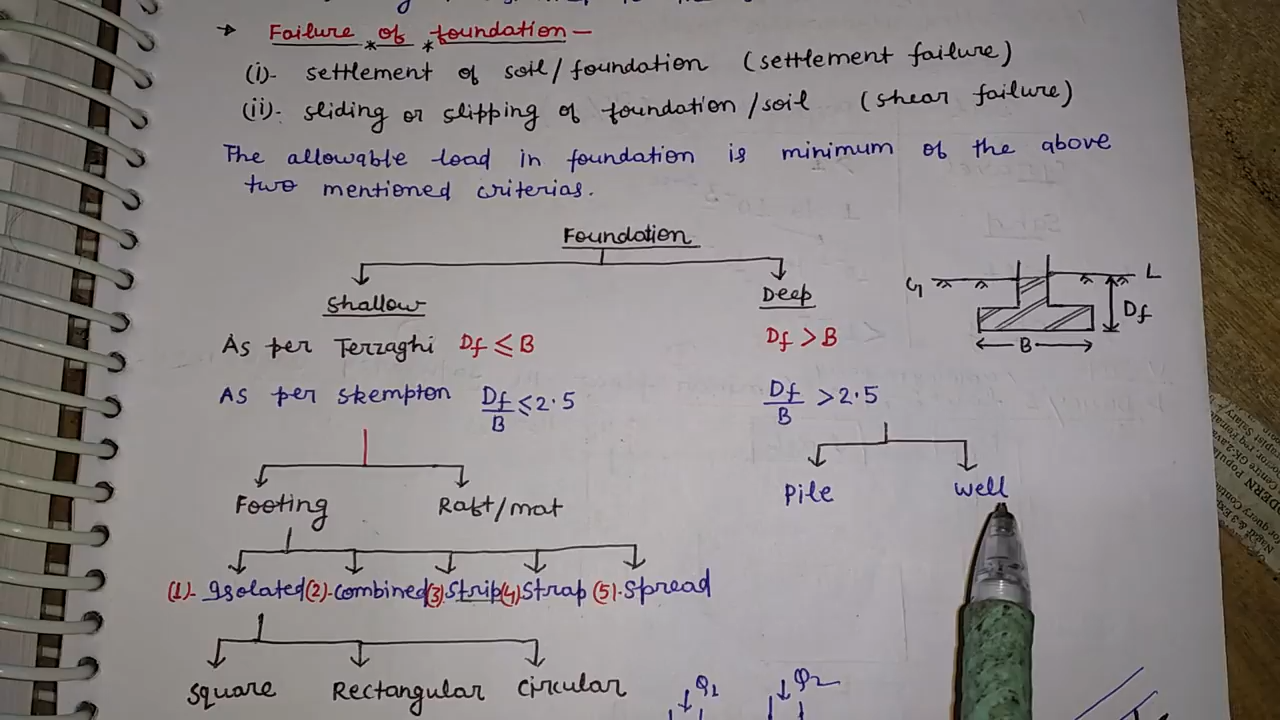 → Failure of foundation -
(i)- settlement of soil/foundation (settlement failure)
(ii)- sliding or slipping of foundation/soil (shear failure)
The allowable load in foundation is minimum of the above
two mentioned criterias.
Foundation
Shallow Deep
G L
Df
B
As per Terzaghi Df ≤ B Df > B
As per skempton Df/B ≤ 2.5 Df/B > 2.5
Footing Raft/mat Pile well
(1)- Isolated (2)- combined (3) Strip (4) Strap (5)- Spread
Square Rectangular circular
Q1 Q2